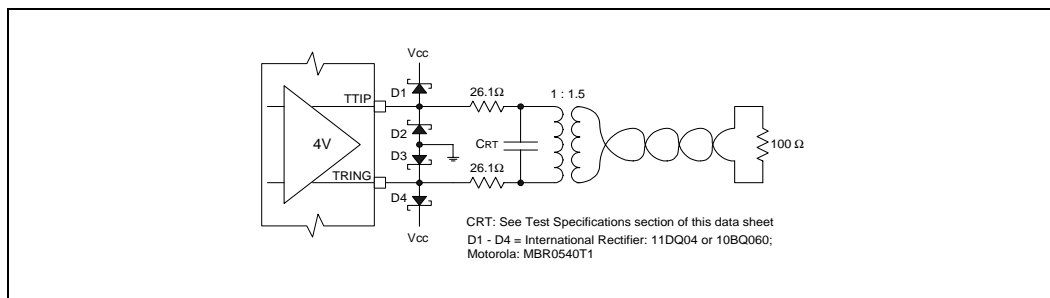 Vcc
D1
26.1Ω
1 : 1.5
TTIP
D2
4V
CRT
100 Ω
D3
TRING
26.1Ω
D4
Vcc
CRT: See Test Specifications section of this data sheet
D1 - D4 = International Rectifier: 11DQ04 or 10BQ060;
Motorola: MBR0540T1